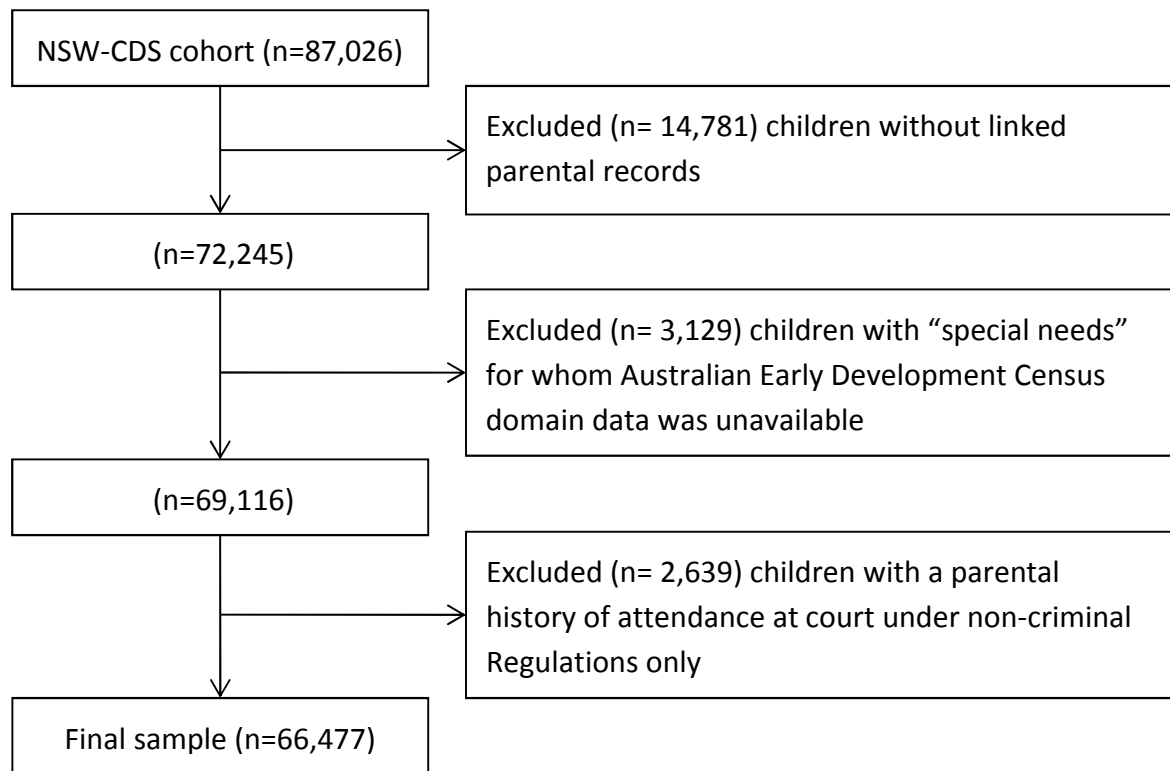 NSW-CDS cohort (n=87,026)
Excluded (n= 14,781) children without linked
parental records
(n=72,245)
Excluded (n= 3,129) children with “special needs”
for whom Australian Early Development Census
domain data was unavailable
(n=69,116)
Excluded (n= 2,639) children with a parental
history of attendance at court under non-criminal
Regulations only
Final sample (n=66,477)